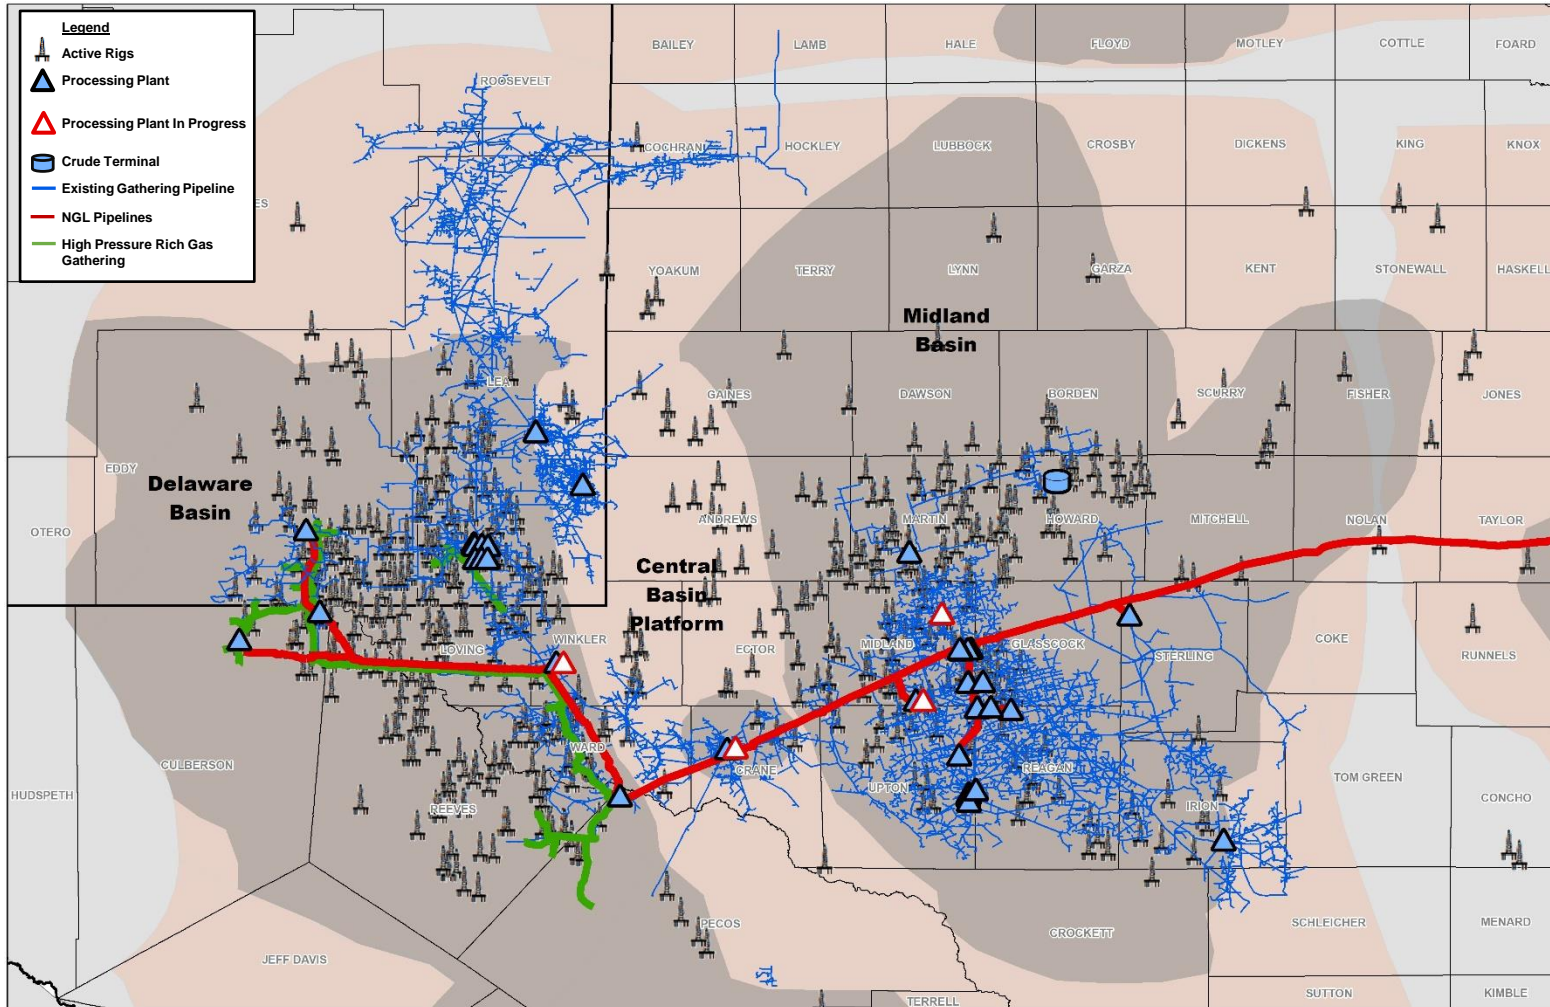 Legend
Active Rigs
Processing Plant
Processing Plant In Progress
Crude Terminal
Existing Gathering Pipeline
NGL Pipelines
High Pressure Rich Gas
Gathering
BAILEY
LAMB
HALE
FLOYD
MOTLEY
COTTLE
FOARD
ROOSEVELT
COCHRAN
HOCKLEY
LUBBOCK
CROSBY
DICKENS
KING
KNOX
ES
YOAKUM
TERRY
LYNN
GARZA
KENT
STONEWALL
HASKELL
Midland
Basin
LEA
GAINES
DAWSON
BORDEN
SCURRY
FISHER
JONES
EDDY
Delaware
Basin
OTERO
ANDREWS
MARTIN
HOWARD
MITCHELL
NOLAN
TAYLOR
Central
Basin
Platform
LOVING
WINKLER
ECTOR
MIDLAND
GLASSCOCK
STERLING
COKE
RUNNELS
HUDSPETH
CULBERSON
REEVES
WARD
CRANE
UPTON
REAGAN
IRION
TOM GREEN
CONCHO
JEFF DAVIS
PECOS
CROCKETT
SCHLEICHER
MENARD
TERRELL
SUTTON
KIMBLE